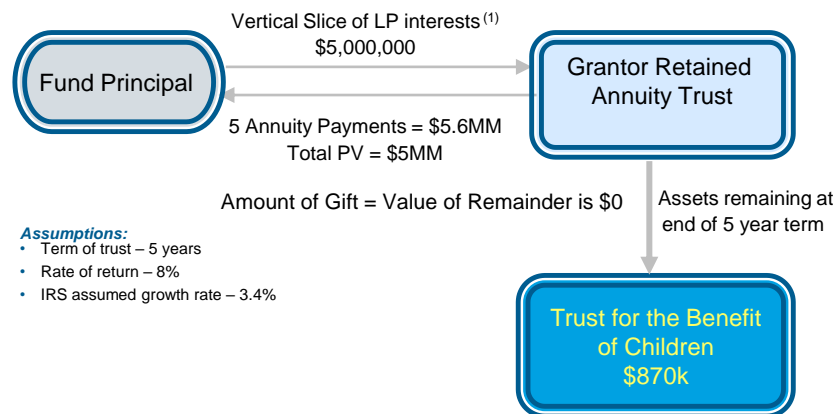 Vertical Slice of LP interests (1)
$5,000,000
Fund Principal
Grantor Retained
Annuity Trust
5 Annuity Payments = $5.6MM
Total PV = $5MM
Amount of Gift = Value of Remainder is $0
Assets remaining at
end of 5 year term
Assumptions:
• Term of trust – 5 years
• Rate of return – 8%
• IRS assumed growth rate – 3.4%
Trust for the Benefit
of Children
$870k